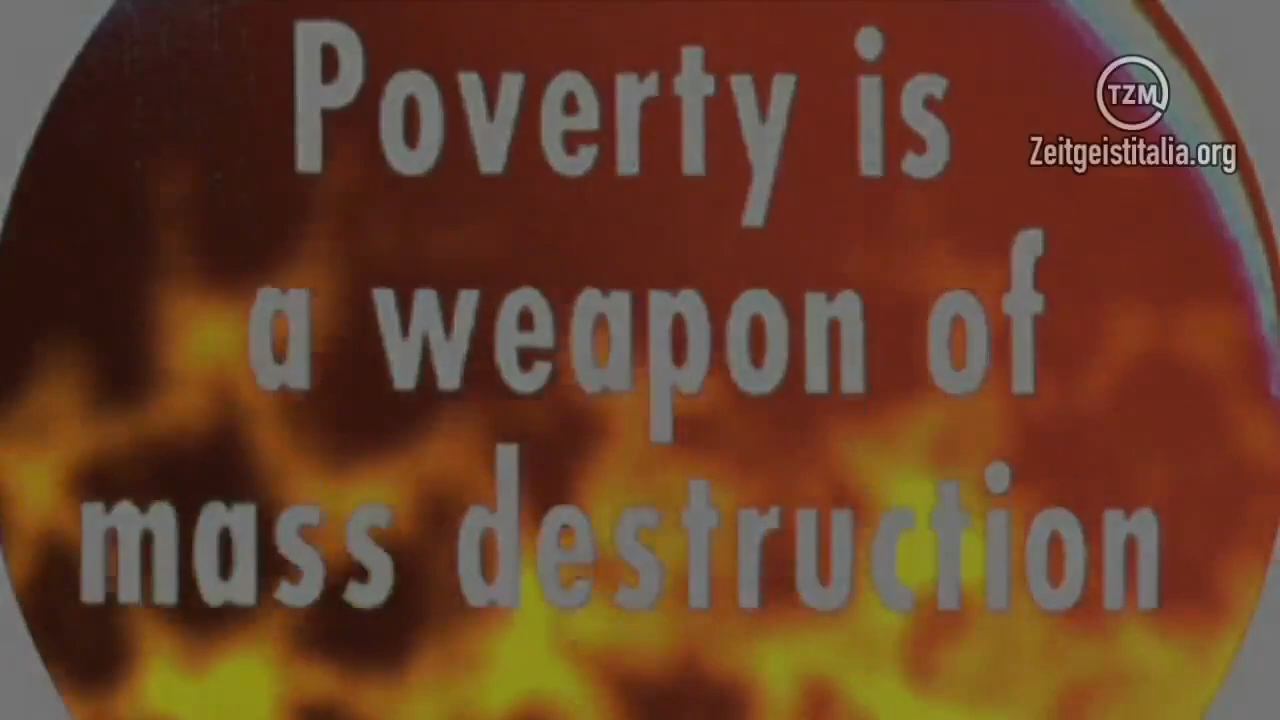 Poverty is
a weapon of
mass destruction
TZM
Zeitgeistitalia.org